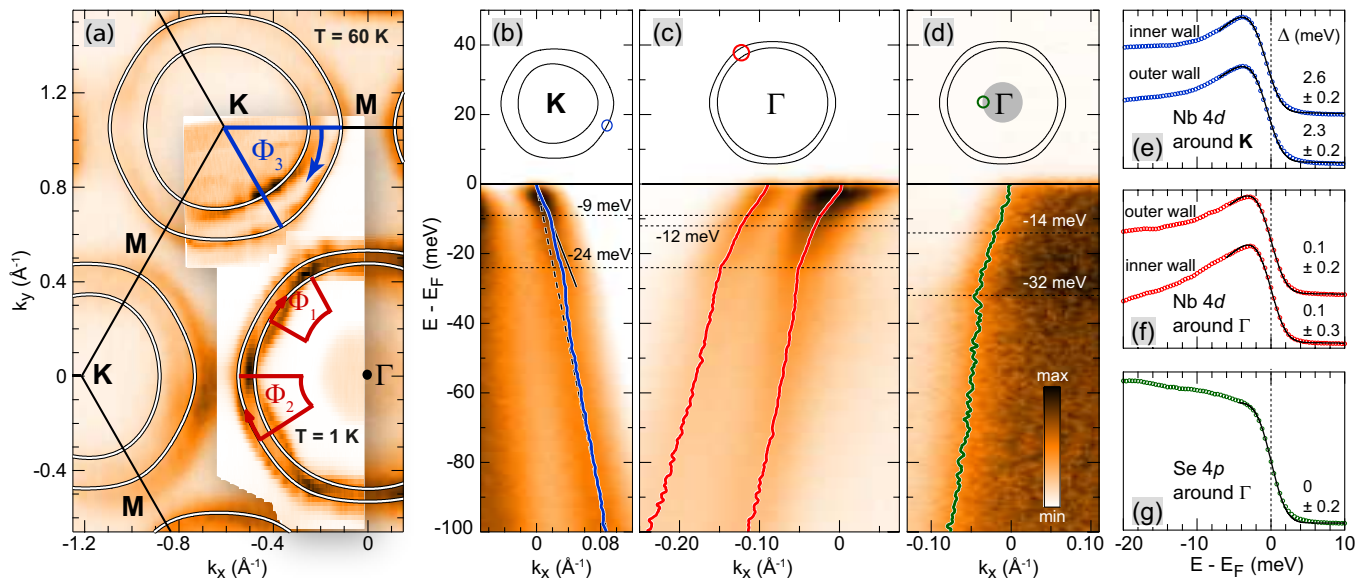 (a)
T = 60 K
K
M
M
Φ3
K
M
Φ1
Φ2
Γ
T = 1 K
1.2
0.8
0.4
0
-0.4
ky (Å-1)
-1.2
-0.8
-0.4
0
kx (Å-1)
(b)
K
-9 meV
-24 meV
40
20
0
-20
-40
-60
-80
-100
E - EF (meV)
0
0.08
kx (Å-1)
(c)
Γ
-12 meV
-0.20
-0.10
0
kx (Å-1)
(d)
Γ
-14 meV
-32 meV
max
min
-0.10
0
0.10
kx (Å-1)
inner wall
Δ (meV)
outer wall
2.6
± 0.2
(e)
Nb 4d
around K
2.3
± 0.2
outer wall
inner wall
0.1
± 0.2
(f)
Nb 4d
around Γ
0.1
± 0.3
Se 4p
around Γ
0
± 0.2
(g)
-20
-10
0
10
E - EF (meV)